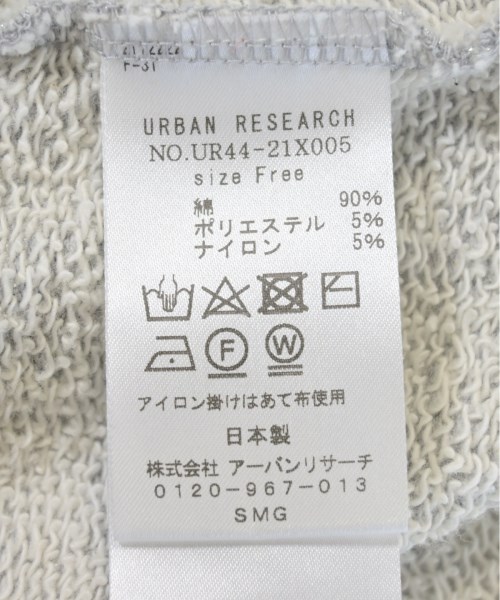 URBAN RESEARCH
NO.UR44-21X005
size Free
綿 90%
ポリエステル 5%
ナイロン 5%
F W
アイロン掛けはあて布使用
日本製
株式会社 アーバンリサーチ
0120-967-013
SMG